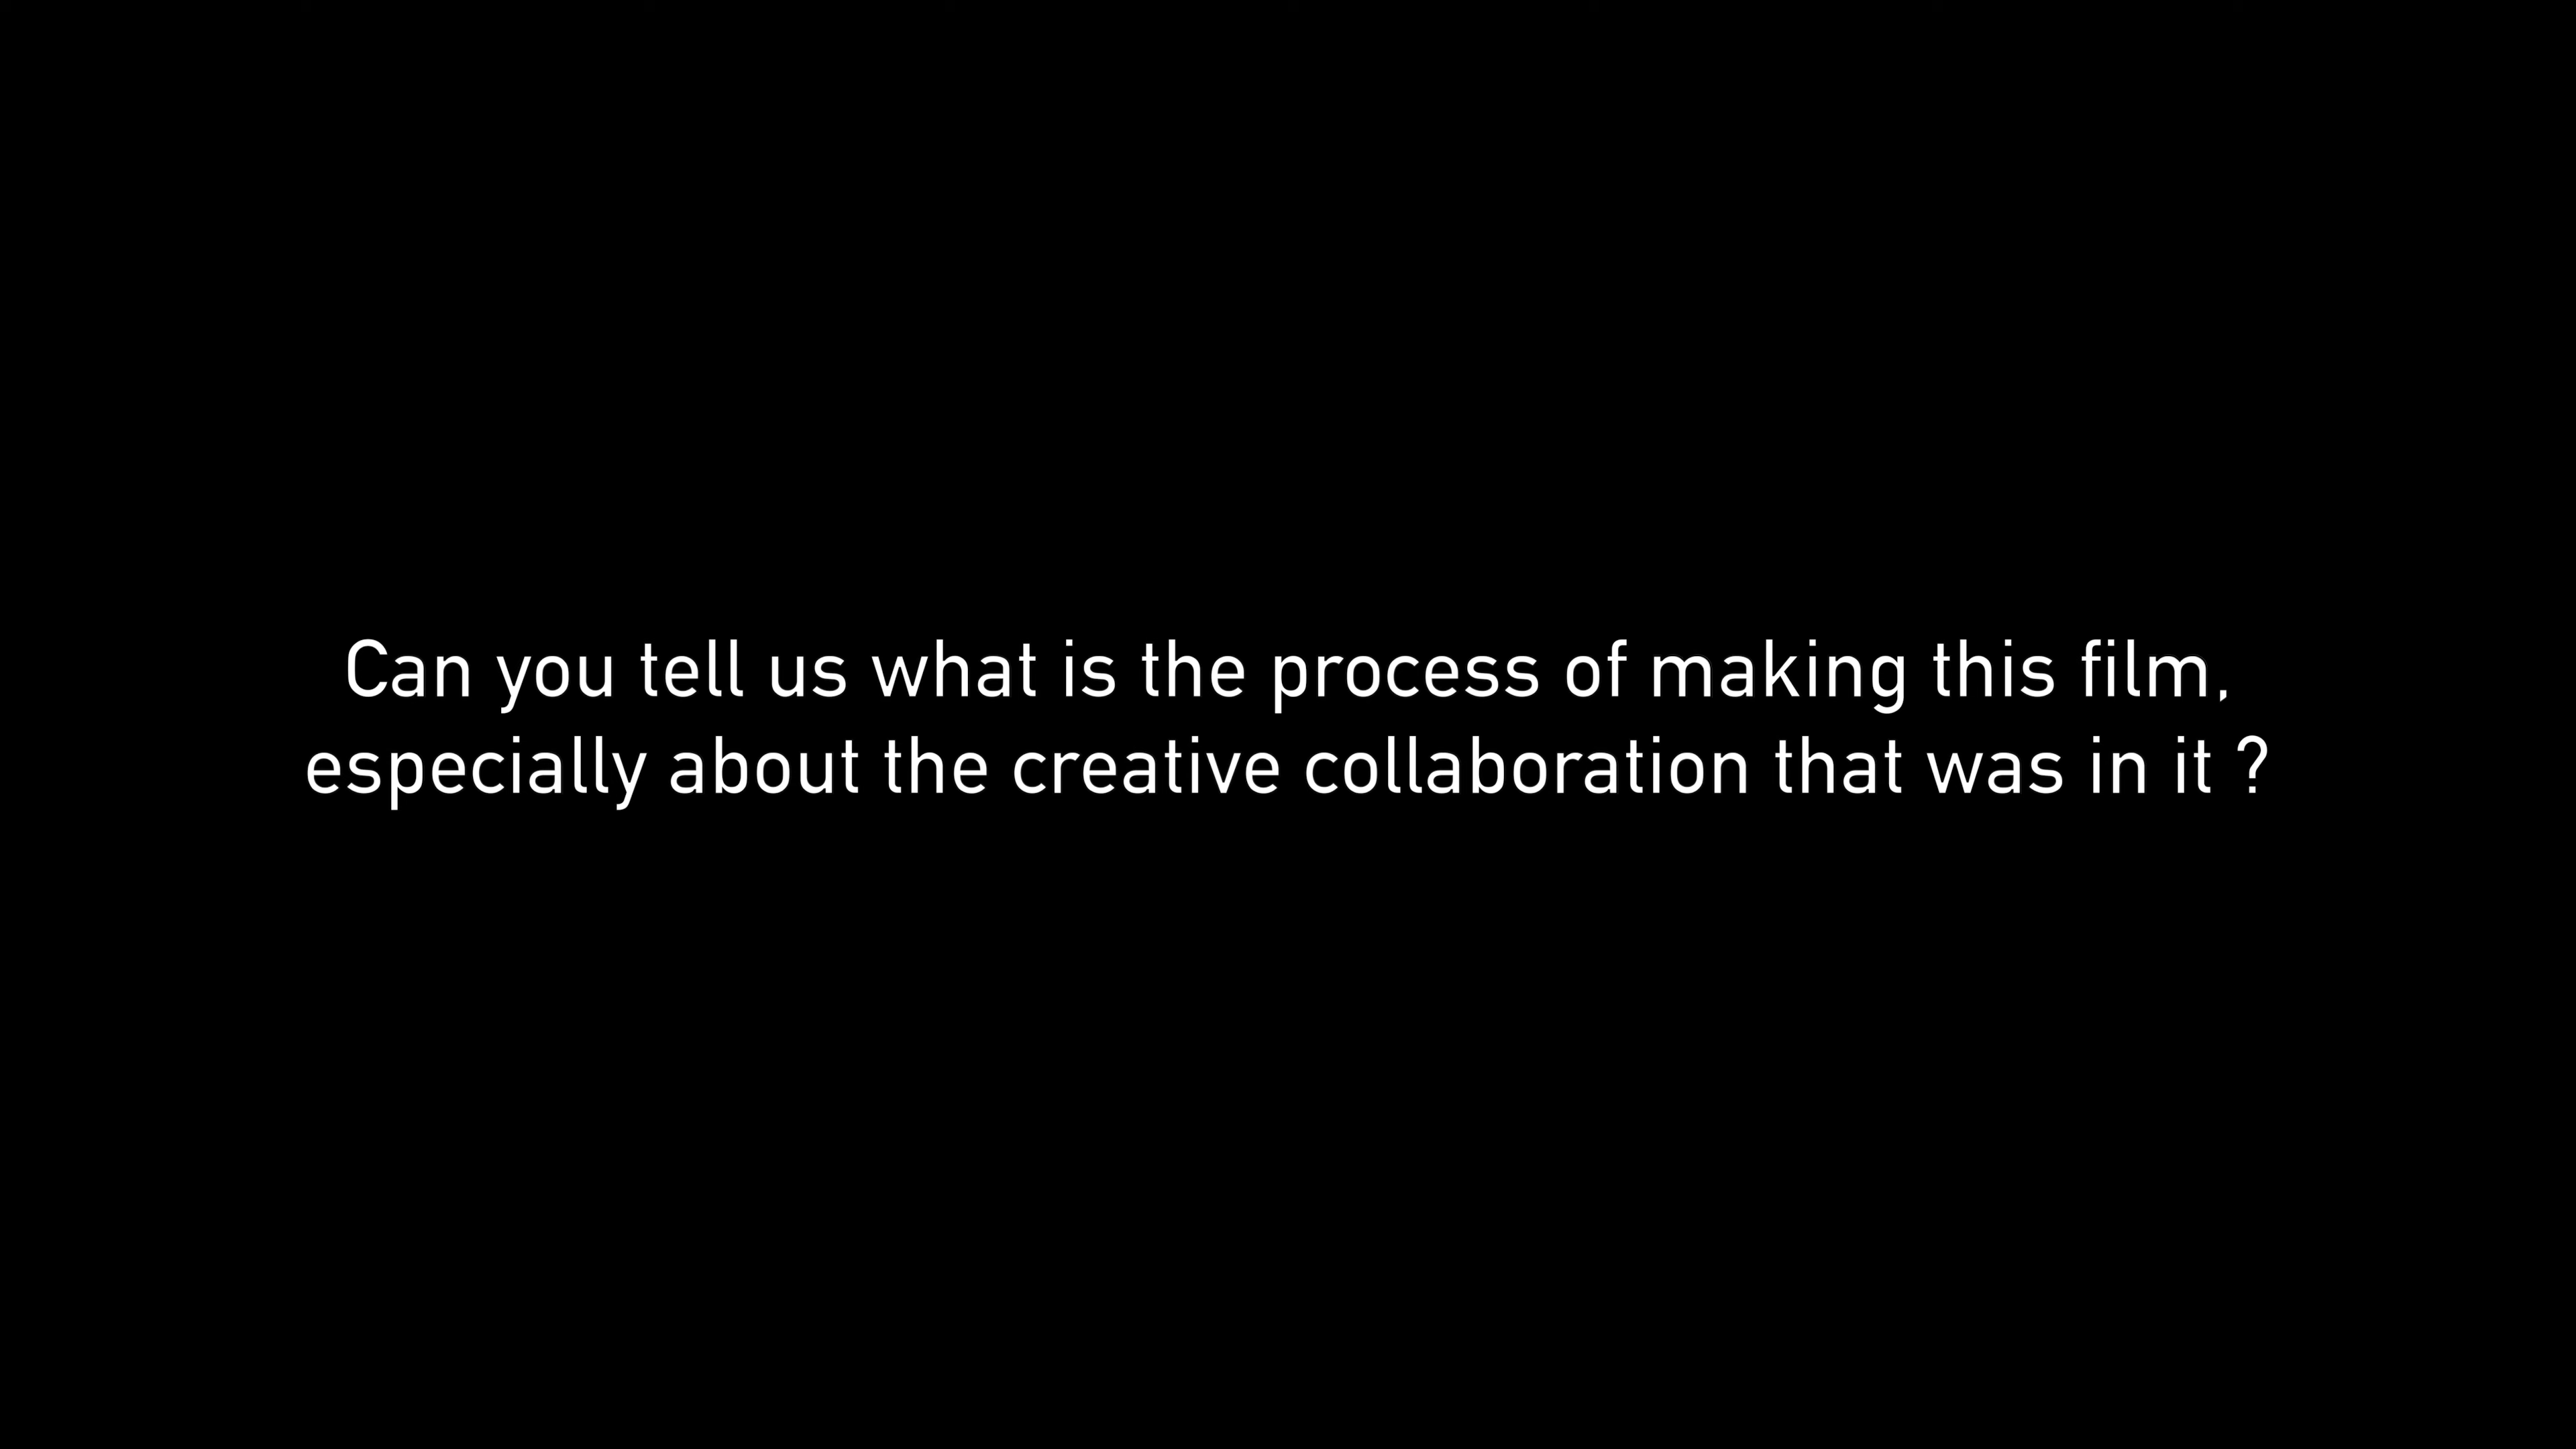 Can you tell us what is the process of making this film,
especially about the creative collaboration that was in it ?